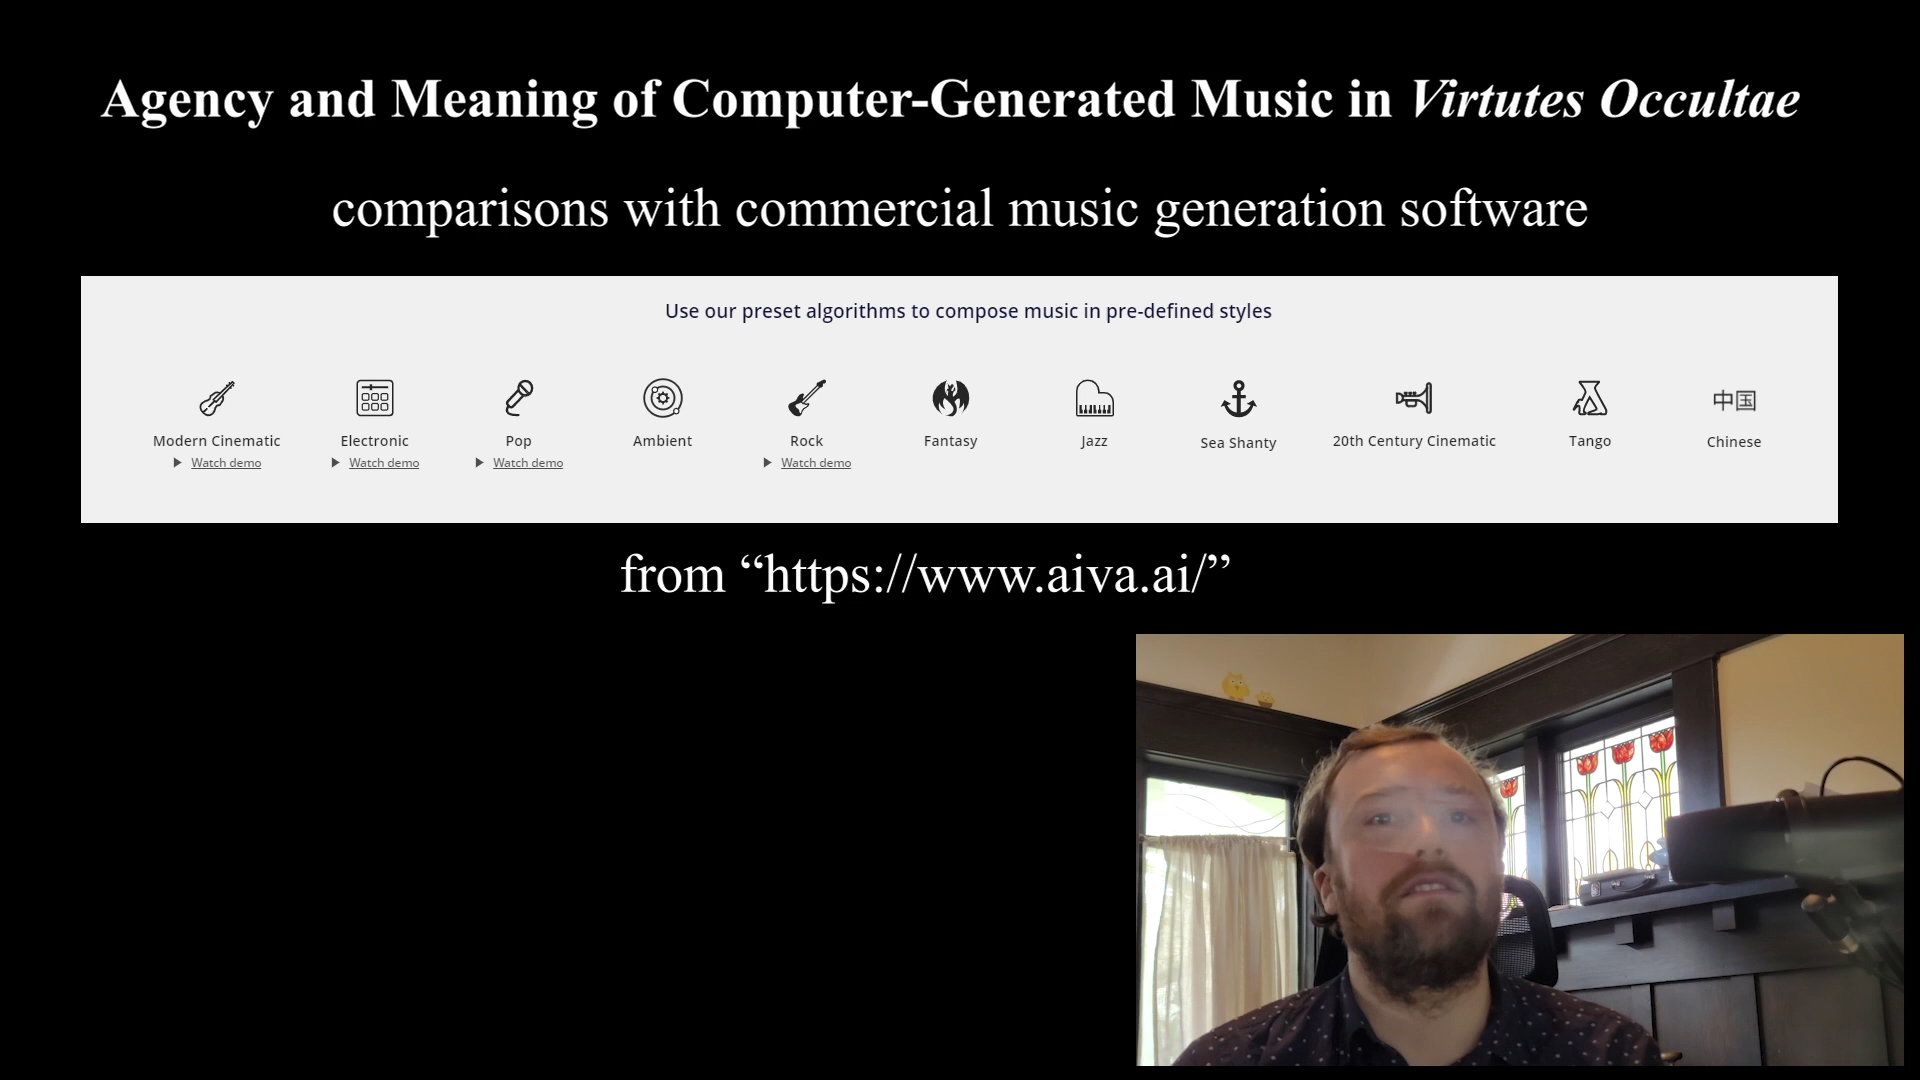 Agency and Meaning of Computer-Generated Music in Virtutes Occultae
comparisons with commercial music generation software
Use our preset algorithms to compose music in pre-defined styles
中国
Modern Cinematic
Electronic
Pop
Ambient
Rock
Fantasy
Jazz
Sea Shanty
20th Century Cinematic
Tango
Chinese
Watch demo
Watch demo
Watch demo
Watch demo
from “https://www.aiva.ai/”